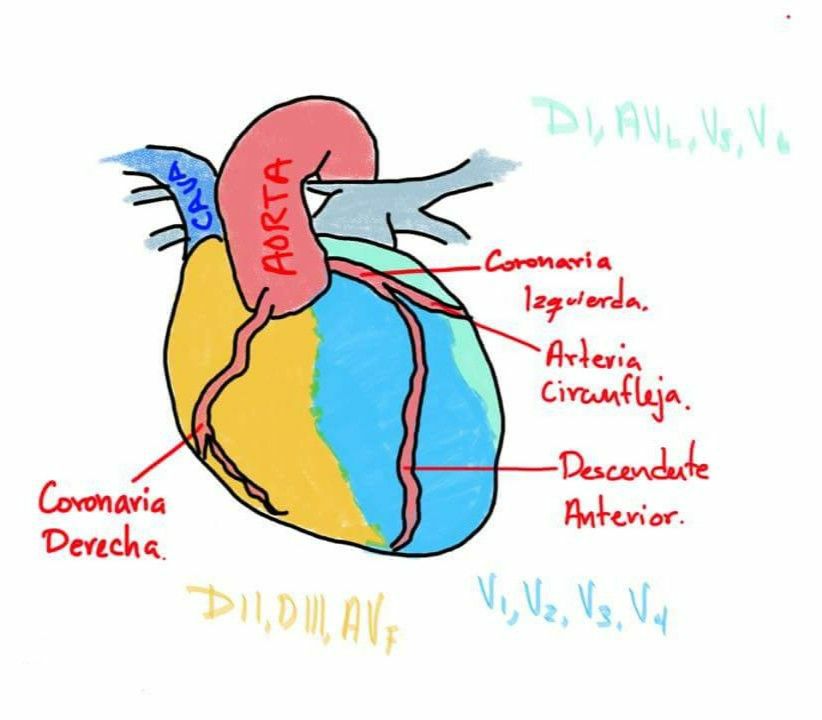 DI, AVL, V5, V6
CAVA
AORTA
Coronaria
Izquierda.
Arteria
Circunfleja.
Descendente
Anterior.
Coronaria
Derecha.
DII, DIII, AVF
V1, V2, V3, V4